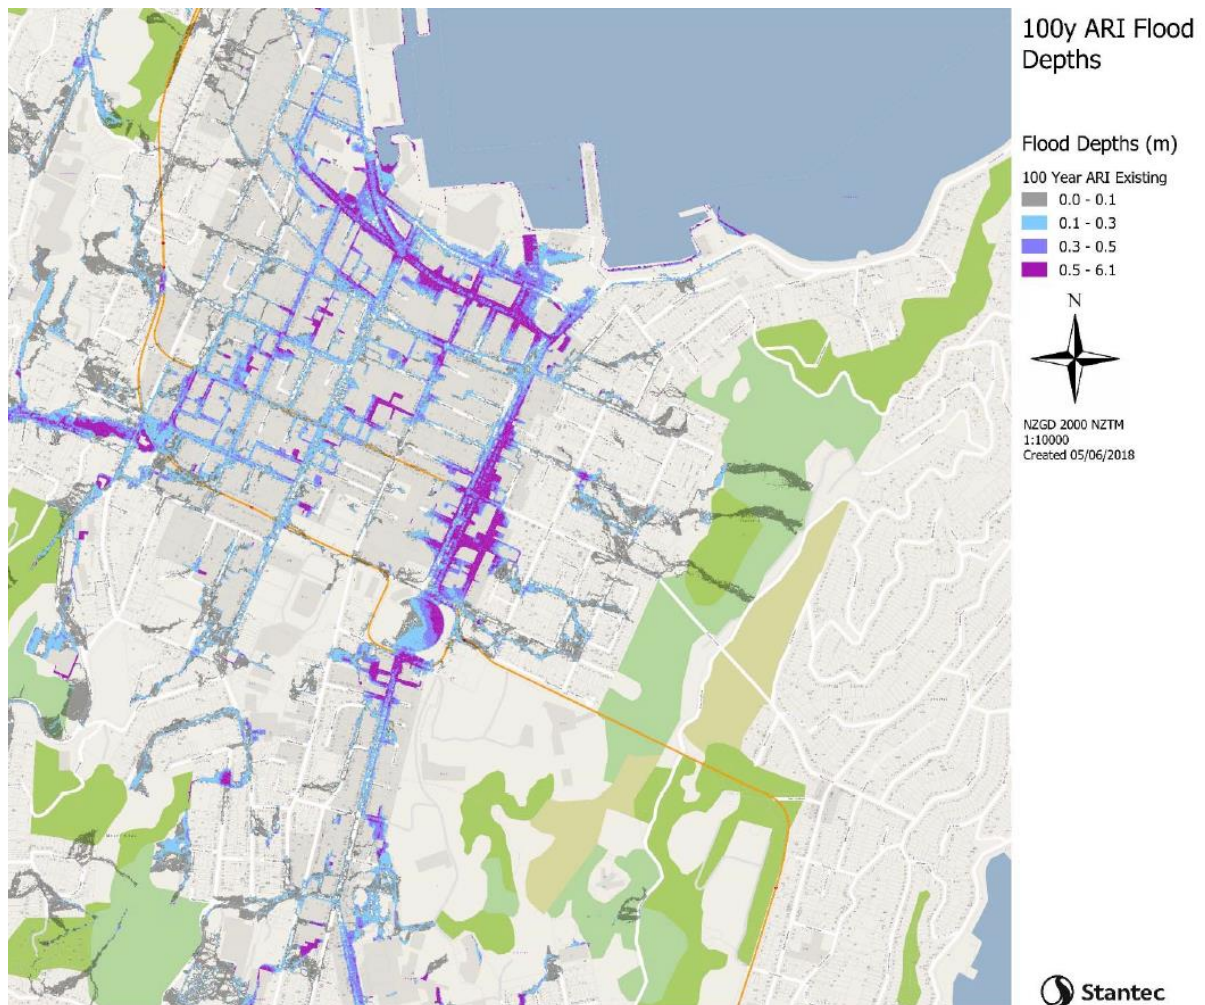 100y ARI Flood
Depths
Flood Depths (m)
100 Year ARI Existing
0.0 - 0.1
0.1 - 0.3
0.3 - 0.5
0.5 - 6.1
N
NZGD 2000 NZTM
1:10000
Created 05/06/2018
Stantec